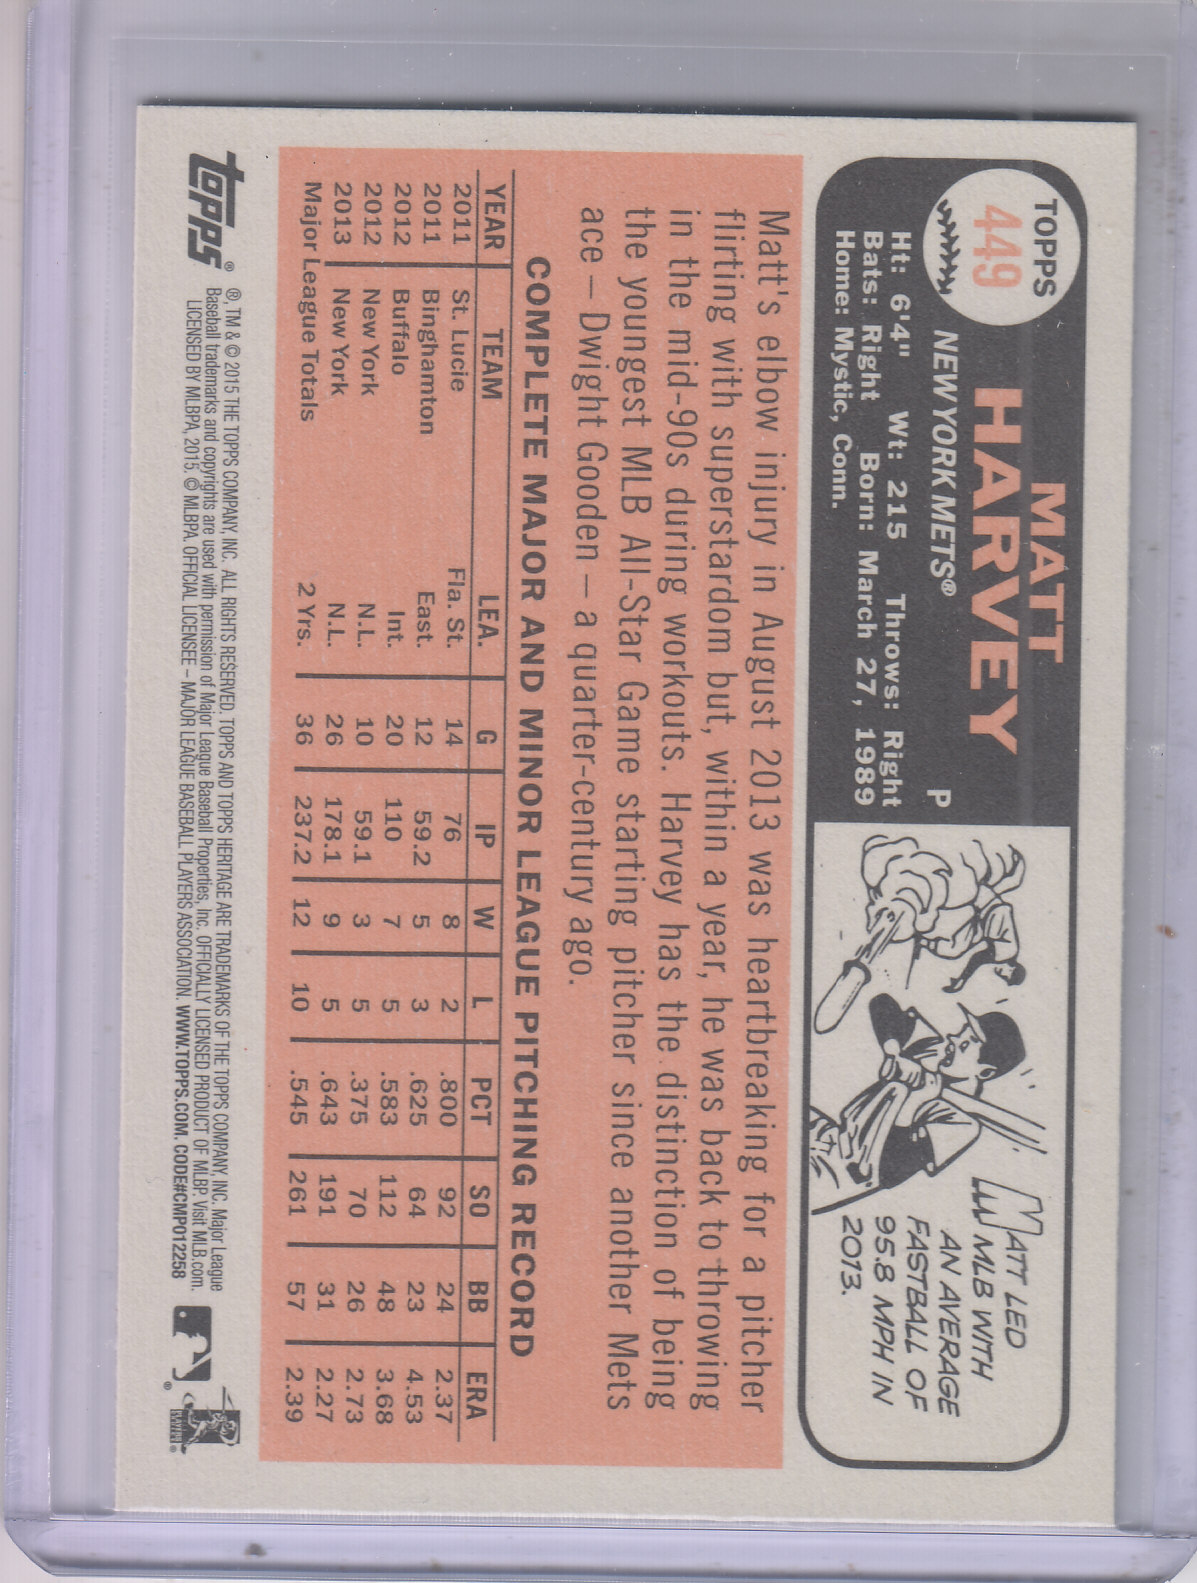 TOPPS
449
MATT
HARVEY
NEW YORK METS® P
Ht: 6'4" Wt: 215 Throws: Right
Bats: Right Born: March 27, 1989
Home: Mystic, Conn.
MATT LED
MLB WITH
AN AVERAGE
FASTBALL OF
95.8 MPH IN
2013.
Matt's elbow injury in August 2013 was heartbreaking for a pitcher
flirting with superstardom but, within a year, he was back to throwing
in the mid-90s during workouts. Harvey has the distinction of being
the youngest MLB All-Star Game starting pitcher since another Mets
ace – Dwight Gooden – a quarter-century ago.
COMPLETE MAJOR AND MINOR LEAGUE PITCHING RECORD
YEAR TEAM LEA. G IP W L PCT SO BB ERA
2011 St. Lucie Fla. St. 14 76 8 2 .800 92 24 2.37
2011 Binghamton East. 12 59.2 5 3 .625 64 23 4.53
2012 Buffalo Int. 20 110 7 5 .583 112 48 3.68
2012 New York N.L. 10 59.1 3 5 .375 70 26 2.73
2013 New York N.L. 26 178.1 9 5 .643 191 31 2.27
Major League Totals 2 Yrs. 36 237.2 12 10 .545 261 57 2.39
topps®
®, TM & © 2015 THE TOPPS COMPANY, INC. ALL RIGHTS RESERVED. TOPPS AND TOPPS HERITAGE ARE TRADEMARKS OF THE TOPPS COMPANY, INC. Major League
Baseball trademarks and copyrights are used with permission of Major League Baseball Properties, Inc. OFFICIALLY LICENSED PRODUCT OF MLBP. Visit MLB.com.
LICENSED BY MLBPA, 2015. © MLBPA. OFFICIAL LICENSEE – MAJOR LEAGUE BASEBALL PLAYERS ASSOCIATION. WWW.TOPPS.COM. CODE#CMP012258